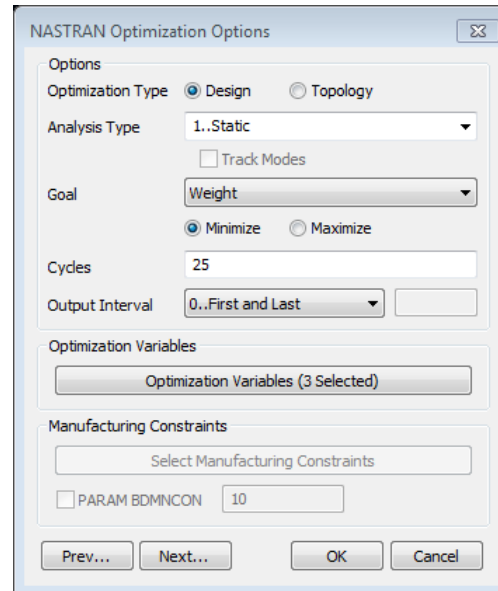 NASTRAN Optimization Options
Options
Optimization Type Design Topology
Analysis Type 1..Static
Track Modes
Goal Weight
Minimize Maximize
Cycles 25
Output Interval 0..First and Last
Optimization Variables
Optimization Variables (3 Selected)
Manufacturing Constraints
Select Manufacturing Constraints
PARAM BDMNCON 10
Prev... Next... OK Cancel